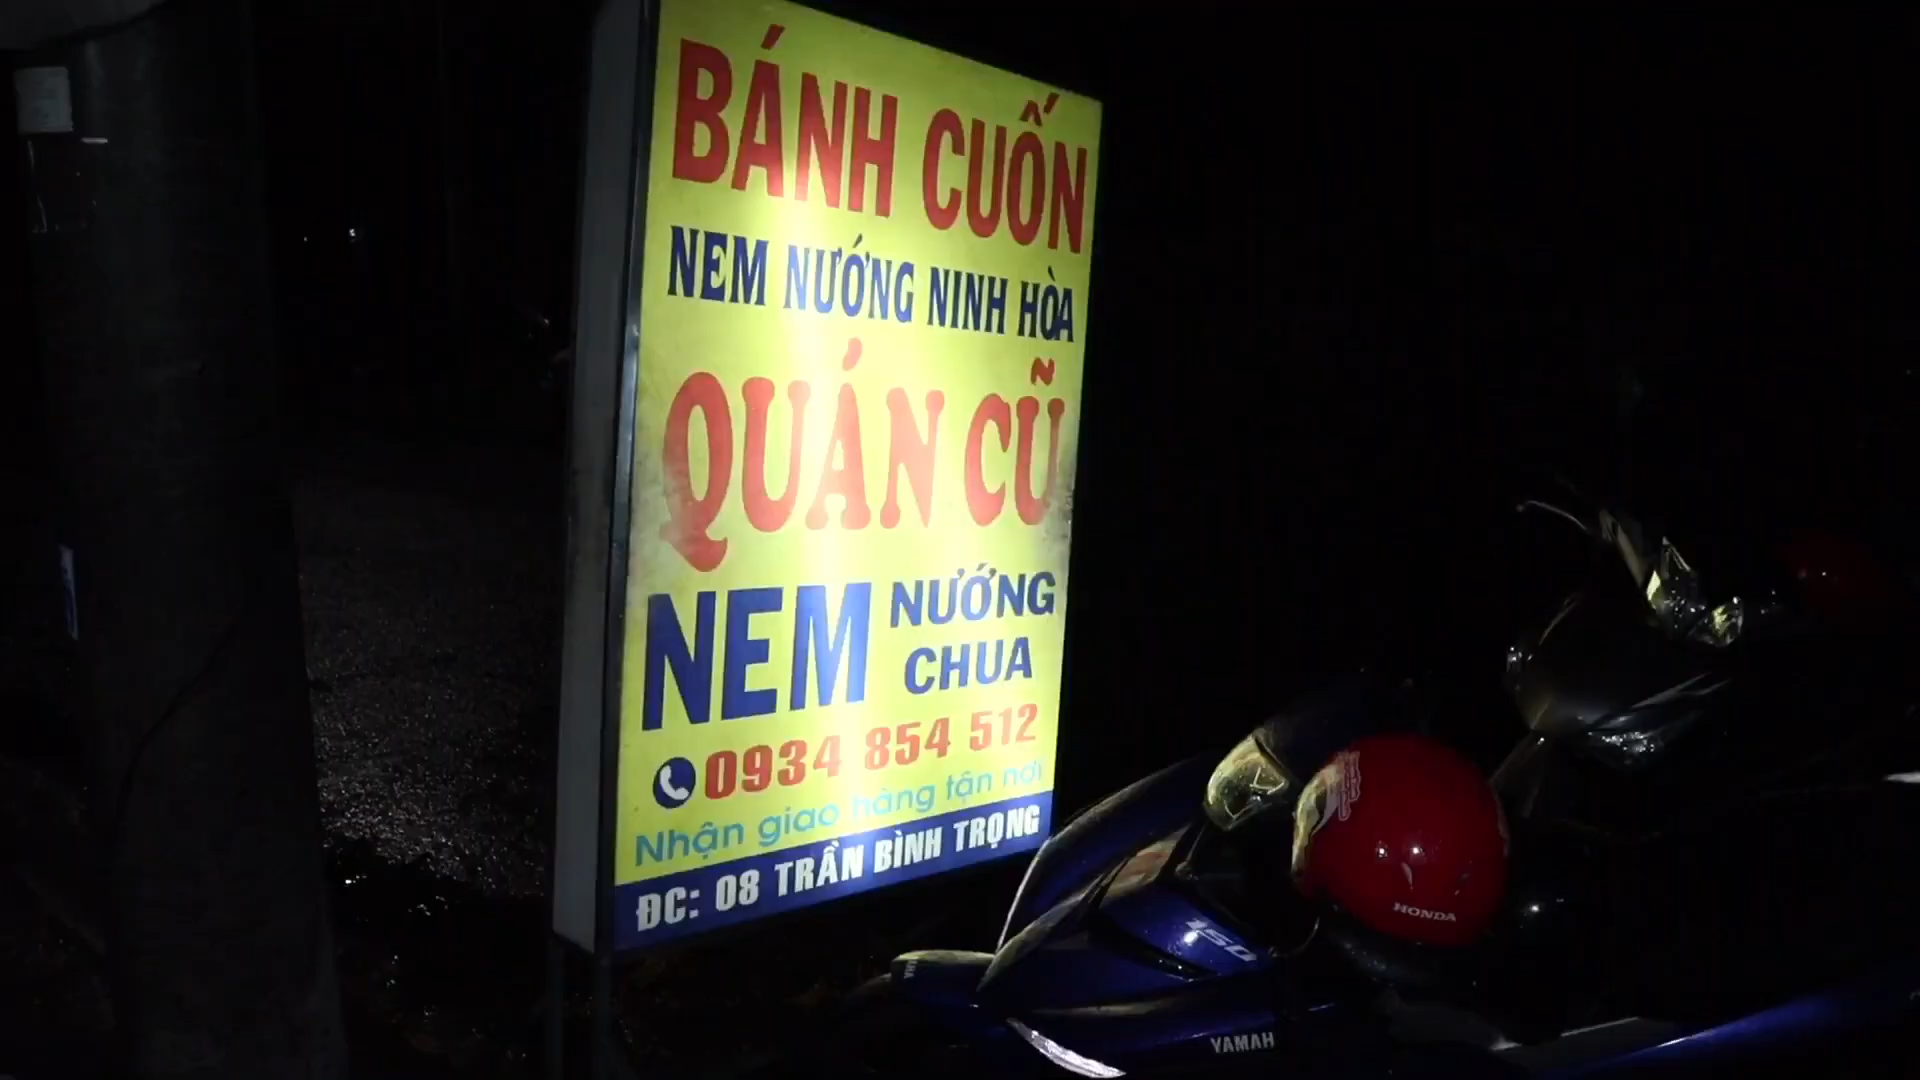 BÁNH CUỐN
NEM NƯỚNG NINH HÒA
QUÁN CŨ
NEM NƯỚNG
CHUA
0934 854 512
Nhận giao hàng tận nơi
ĐC: 08 TRẦN BÌNH TRỌNG
150
HONDA
YAMAH